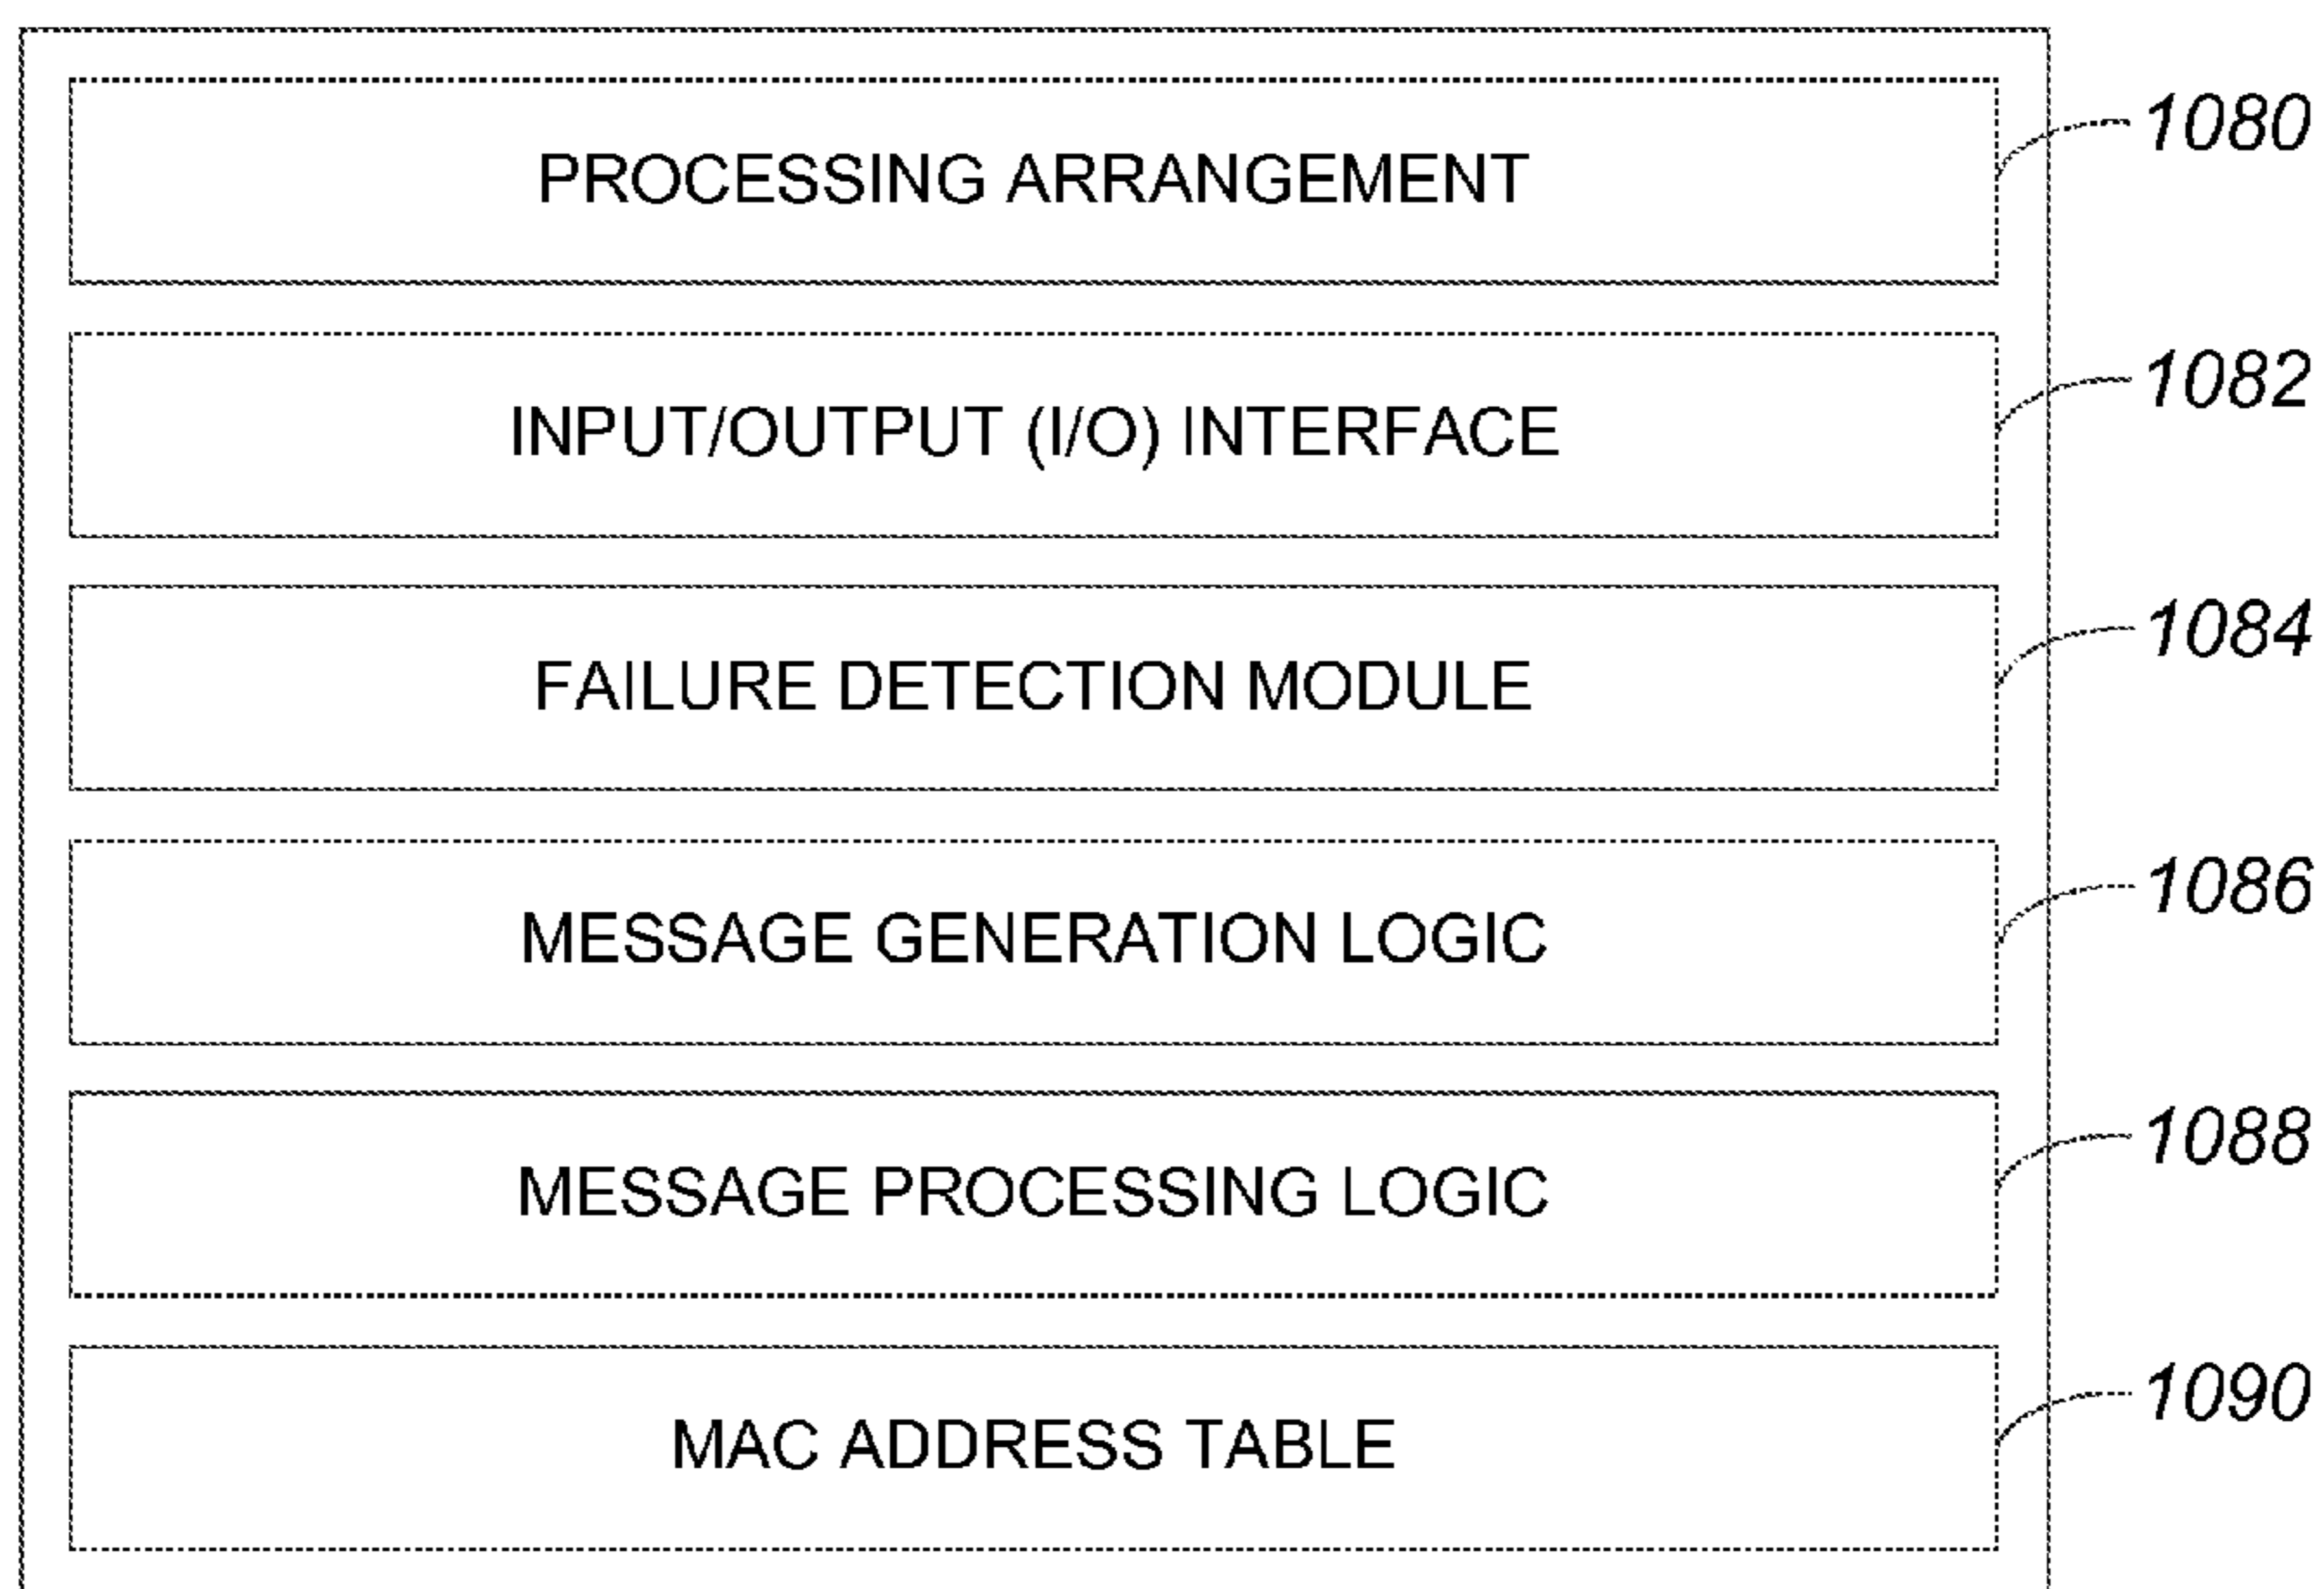 PROCESSING ARRANGEMENT 1080
INPUT/OUTPUT (I/O) INTERFACE 1082
FAILURE DETECTION MODULE 1084
MESSAGE GENERATION LOGIC 1086
MESSAGE PROCESSING LOGIC 1088
MAC ADDRESS TABLE 1090